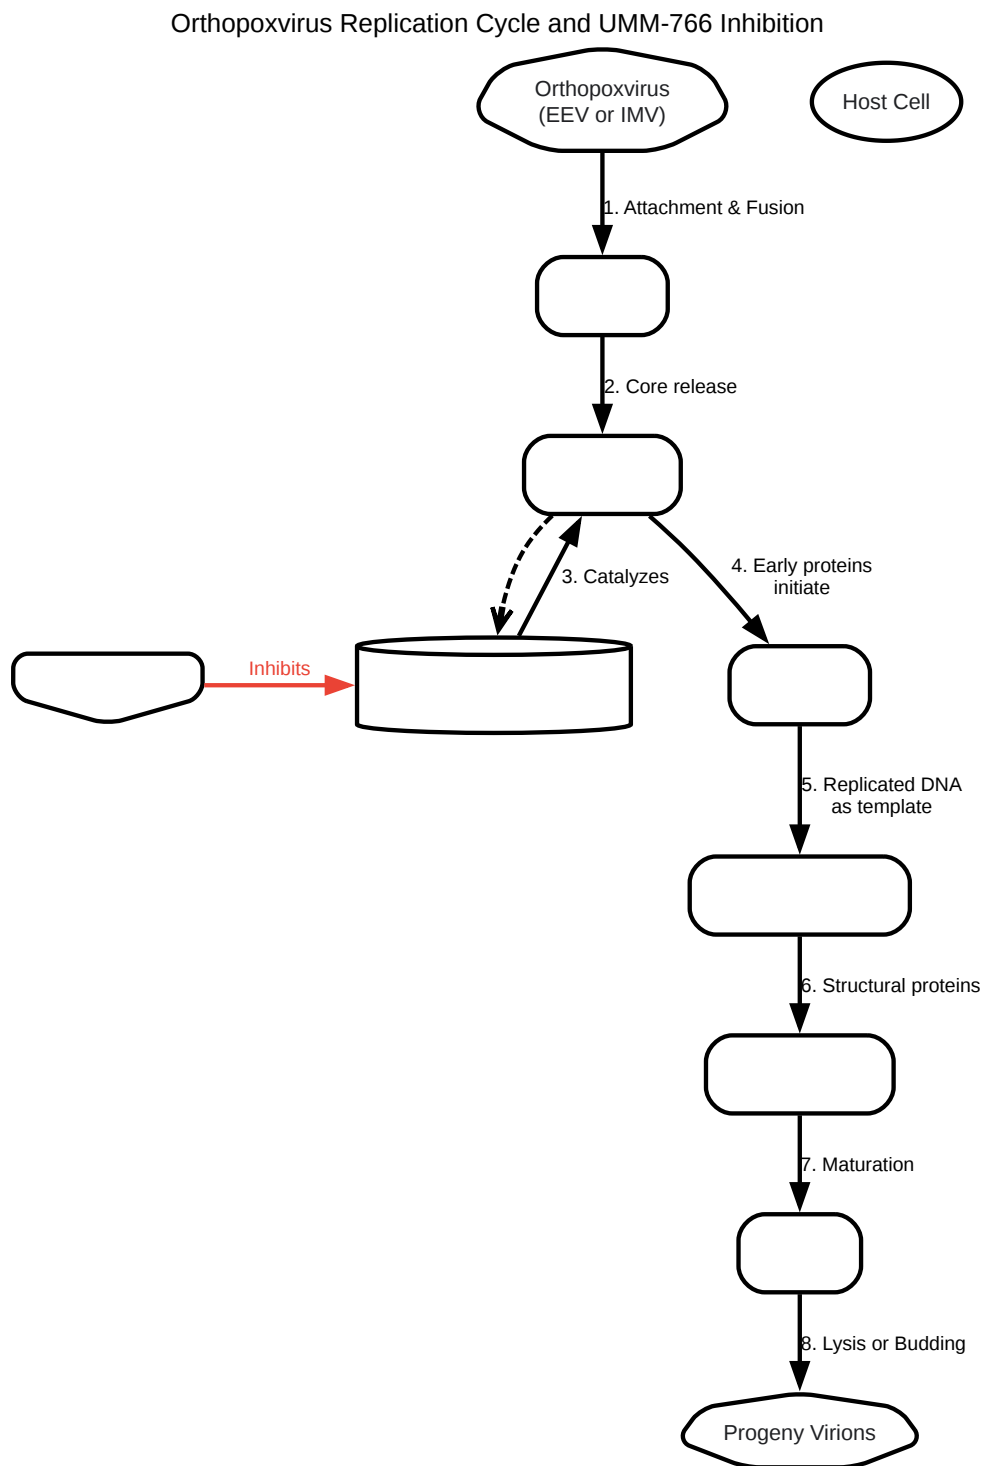 Orthopoxvirus Replication Cycle and UMM-766 Inhibition
Orthopoxvirus
(EEV or IMV)
Host Cell
1. Attachment & Fusion
2. Core release
3. Catalyzes
4. Early proteins
initiate
Inhibits
5. Replicated DNA
as template
6. Structural proteins
7. Maturation
8. Lysis or Budding
Progeny Virions